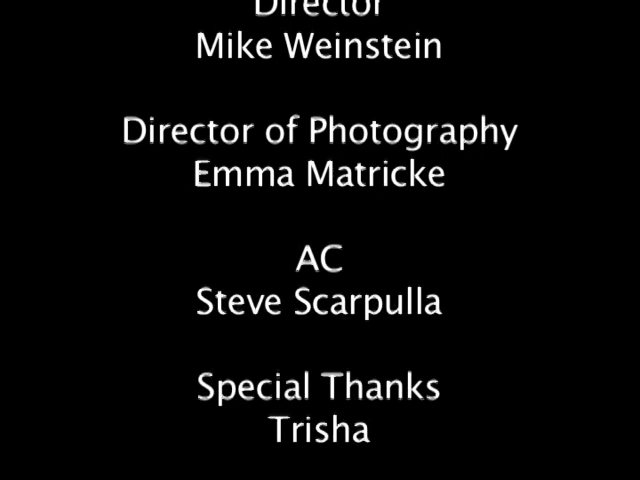 Director
Mike Weinstein
Director of Photography
Emma Matricke
AC
Steve Scarpulla
Special Thanks
Trisha